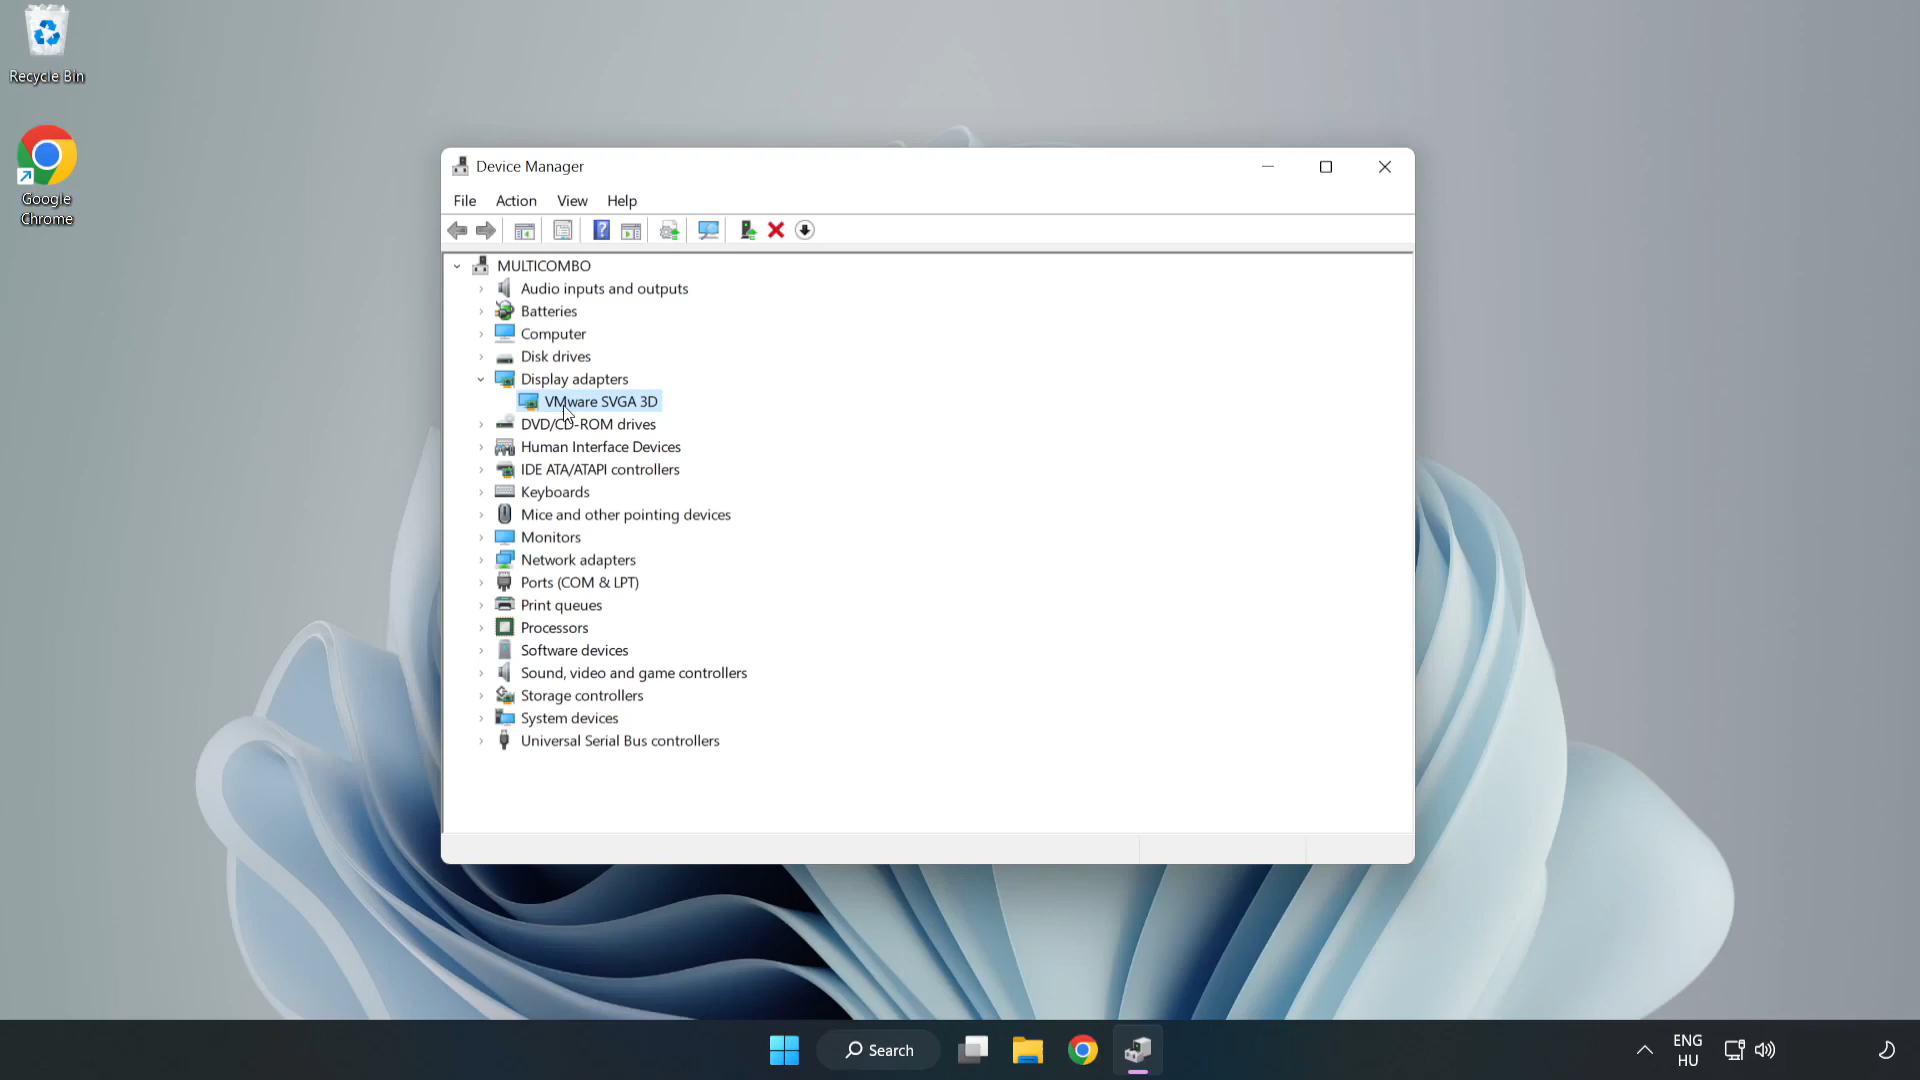 Recycle Bin
Google
Chrome
Device Manager
File Action View Help
MULTICOMBO
Audio inputs and outputs
Batteries
Computer
Disk drives
Display adapters
VMware SVGA 3D
DVD/CD-ROM drives
Human Interface Devices
IDE ATA/ATAPI controllers
Keyboards
Mice and other pointing devices
Monitors
Network adapters
Ports (COM & LPT)
Print queues
Processors
Software devices
Sound, video and game controllers
Storage controllers
System devices
Universal Serial Bus controllers
Search
ENG
HU